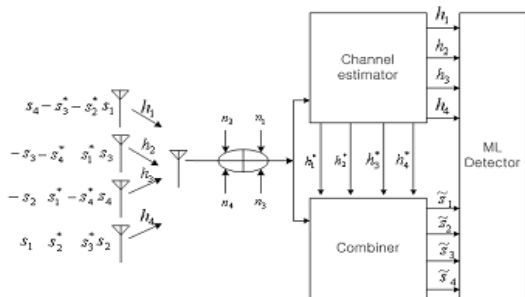 s₄ − s₃* − s₂* s₁
− s₃ − s₄* s₁* s₃
− s₂ s₁* − s₄* s₄
s₁ s₂* s₃* s₂
h₁
h₂
h₃
h₄
n₂ n₁
n₄ n₃
Channel
estimator
h₁* h₂* h₃* h₄*
Combiner
h₁
h₂
h₃
h₄
ML
Detector
s̃₁
s̃₂
s̃₃
s̃₄